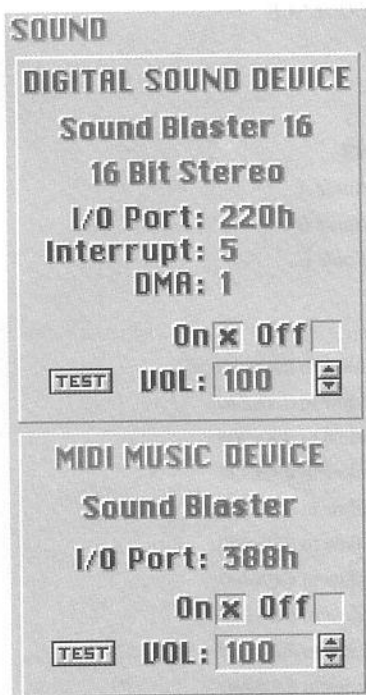 SOUND
DIGITAL SOUND DEVICE
Sound Blaster 16
16 Bit Stereo
I/O Port: 220h
Interrupt: 5
DMA: 1
On x Off
TEST VOL: 100
MIDI MUSIC DEVICE
Sound Blaster
I/O Port: 388h
On x Off
TEST VOL: 100